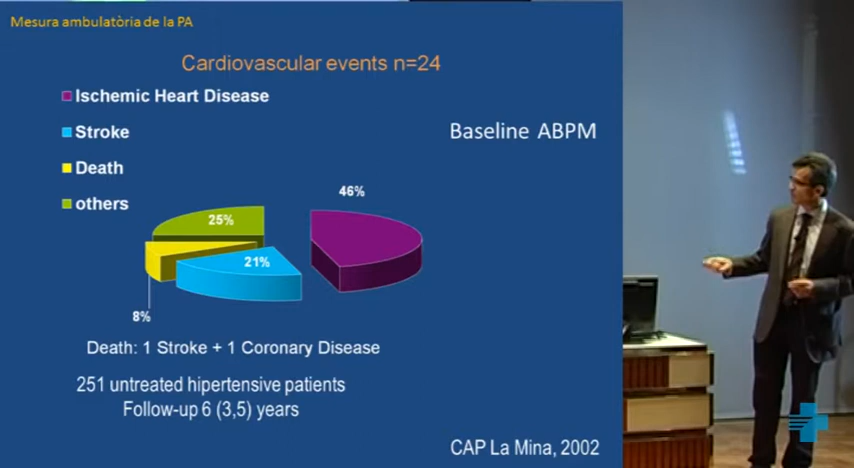 Mesura ambulatòria de la PA
Cardiovascular events n=24
Ischemic Heart Disease
Stroke
Death
others
Baseline ABPM
46%
25%
21%
8%
Death: 1 Stroke + 1 Coronary Disease
251 untreated hipertensive patients
Follow-up 6 (3,5) years
CAP La Mina, 2002